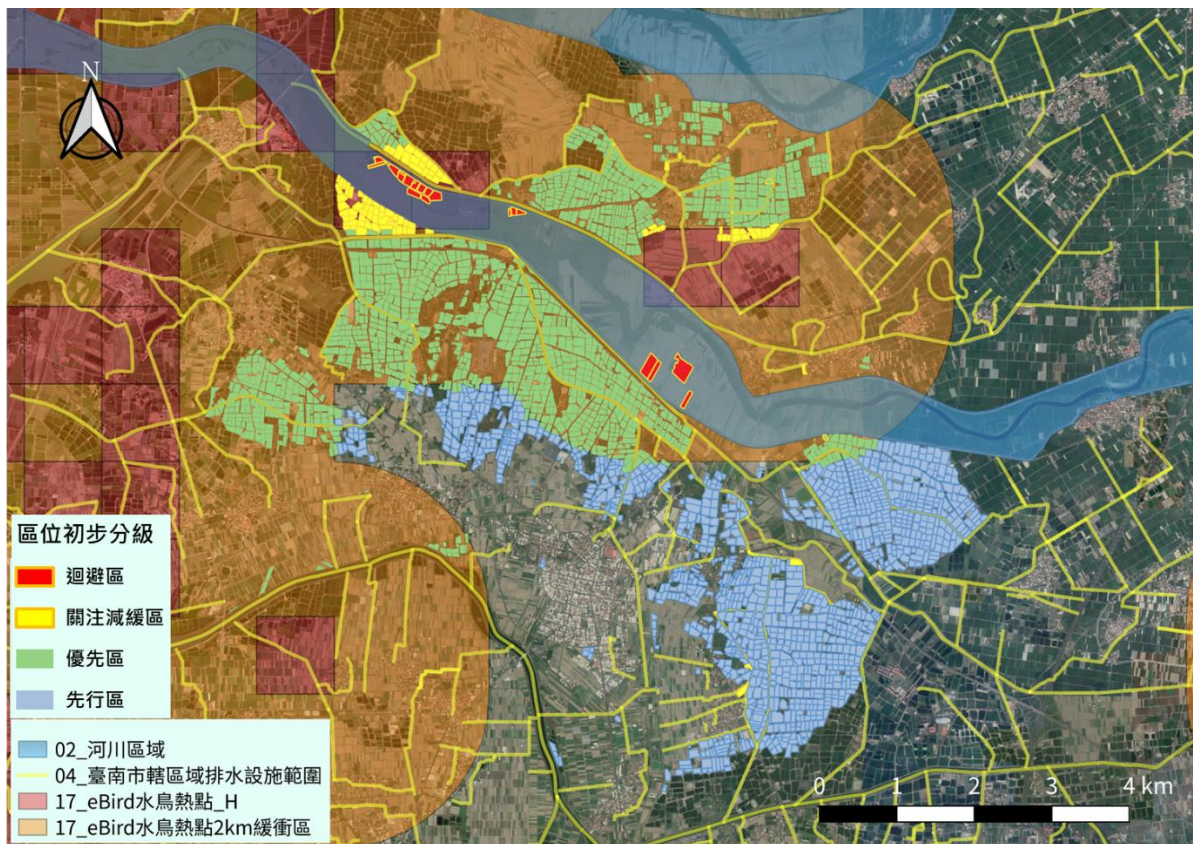 N
區位初步分級
迴避區
關注減緩區
優先區
先行區
02_河川區域
04_臺南市轄區域排水設施範圍
17_eBird水鳥熱點_H
17_eBird水鳥熱點2km緩衝區
0 1 2 3 4 km